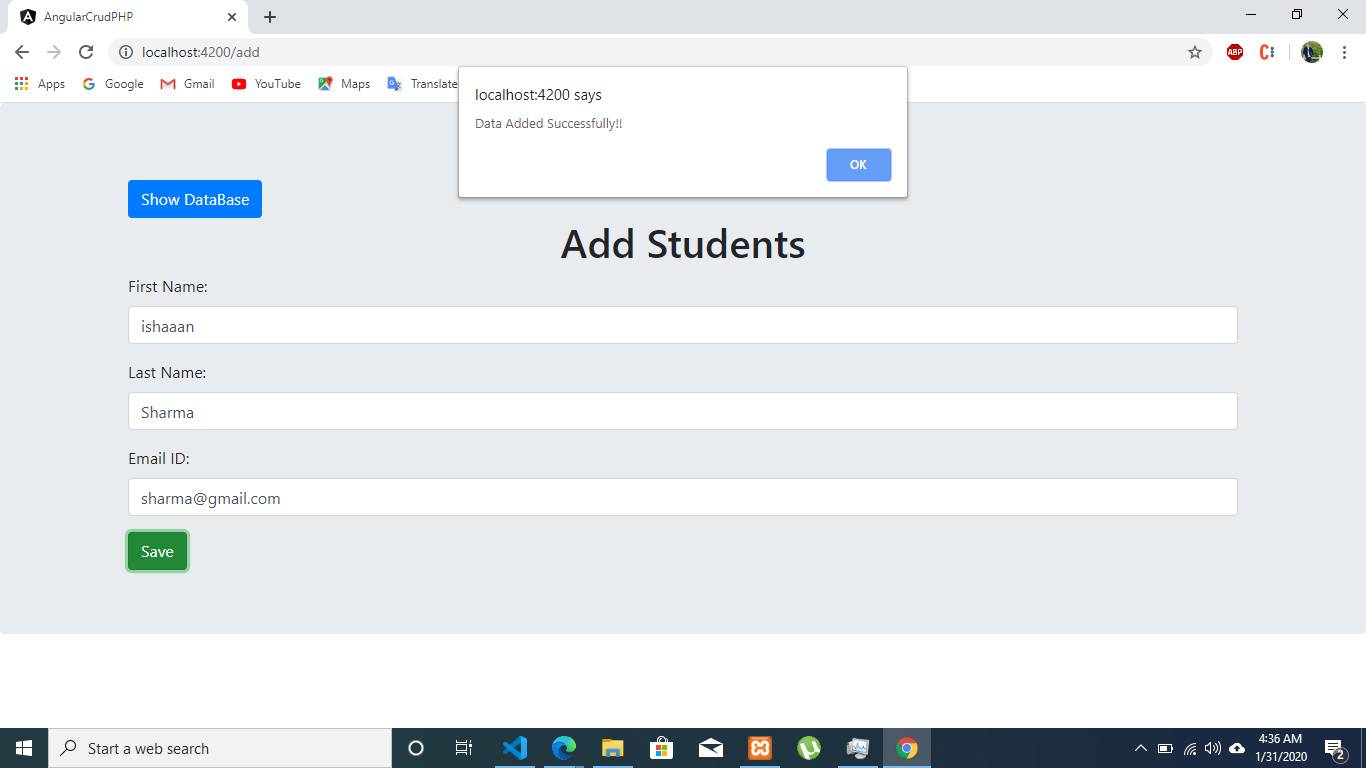 AngularCrudPHP
localhost:4200/add
ABP
Apps Google Gmail YouTube Maps Translate
localhost:4200 says
Data Added Successfully!!
OK
Show DataBase
Add Students
First Name:
ishaaan
Last Name:
Sharma
Email ID:
sharma@gmail.com
Save
Start a web search
4:36 AM
1/31/2020
2